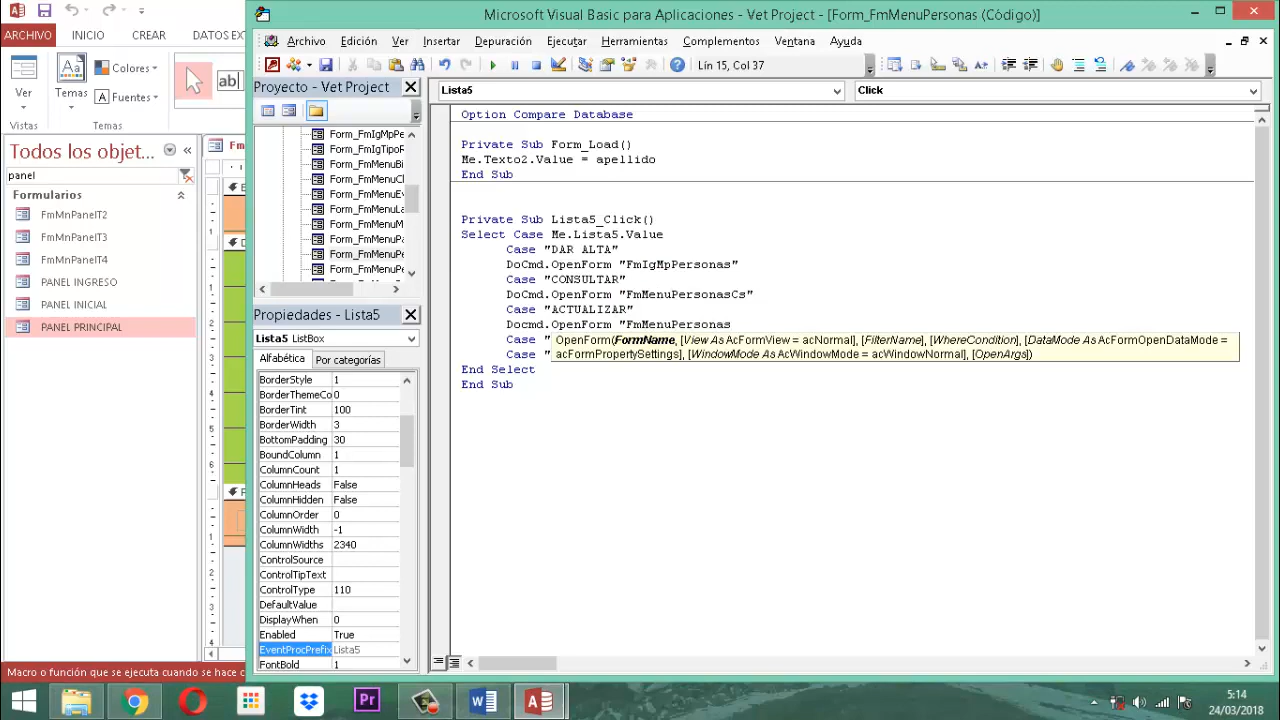 Microsoft Visual Basic para Aplicaciones - Vet Project - [Form_FmMenuPersonas (Código)]
ARCHIVO INICIO CREAR DATOS EX
Archivo Edición Ver Insertar Depuración Ejecutar Herramientas Complementos Ventana Ayuda
Lín 15, Col 37
Ver
Temas
Colores
Fuentes
ab|
Aa
Vistas
Temas
Todos los objet...
panel
Formularios
FmMnPanelT2
FmMnPanelT3
FmMnPanelT4
PANEL INGRESO
PANEL INICIAL
PANEL PRINCIPAL
Fm
Proyecto - Vet Project
Form_FmIgMpPe
Form_FmIgTipoR
Form_FmMenuBi
Form_FmMenuCl
Form_FmMenuEv
Form_FmMenuLa
Form_FmMenuM
Form_FmMenuPa
Form_FmMenuPe
Form_FmMenuPe
Propiedades - Lista5
Lista5 ListBox
Alfabética Por categorías
BorderStyle 1
BorderThemeCo 0
BorderTint 100
BorderWidth 3
BottomPadding 30
BoundColumn 1
ColumnCount 1
ColumnHeads False
ColumnHidden False
ColumnOrder 0
ColumnWidth -1
ColumnWidths 2340
ControlSource
ControlTipText
ControlType 110
DefaultValue
DisplayWhen 0
Enabled True
EventProcPrefix Lista5
FontBold 1
Lista5 Click
Option Compare Database
Private Sub Form_Load()
Me.Texto2.Value = apellido
End Sub
Private Sub Lista5_Click()
Select Case Me.Lista5.Value
Case "DAR ALTA"
DoCmd.OpenForm "FmIgMpPersonas"
Case "CONSULTAR"
DoCmd.OpenForm "FmMenuPersonasCs"
Case "ACTUALIZAR"
Docmd.OpenForm "FmMenuPersonas
Case "
OpenForm(FormName, [View As AcFormView = acNormal], [FilterName], [WhereCondition], [DataMode As AcFormOpenDataMode =
Case "
acFormPropertySettings], [WindowMode As AcWindowMode = acWindowNormal], [OpenArgs])
End Select
End Sub
Macro o función que se ejecuta cuando se hace c
Pr
5:14
24/03/2018